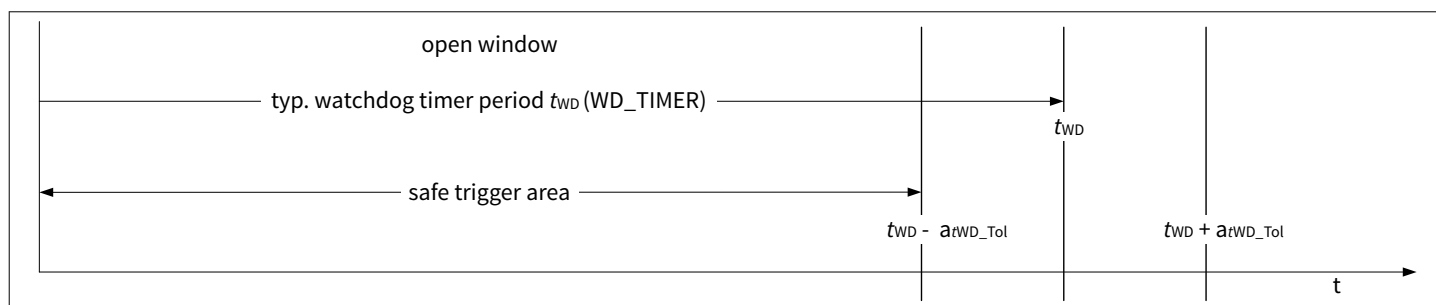 open window
typ. watchdog timer period tWD (WD_TIMER)
tWD
safe trigger area
tWD - atWD_Tol
tWD + atWD_Tol
t